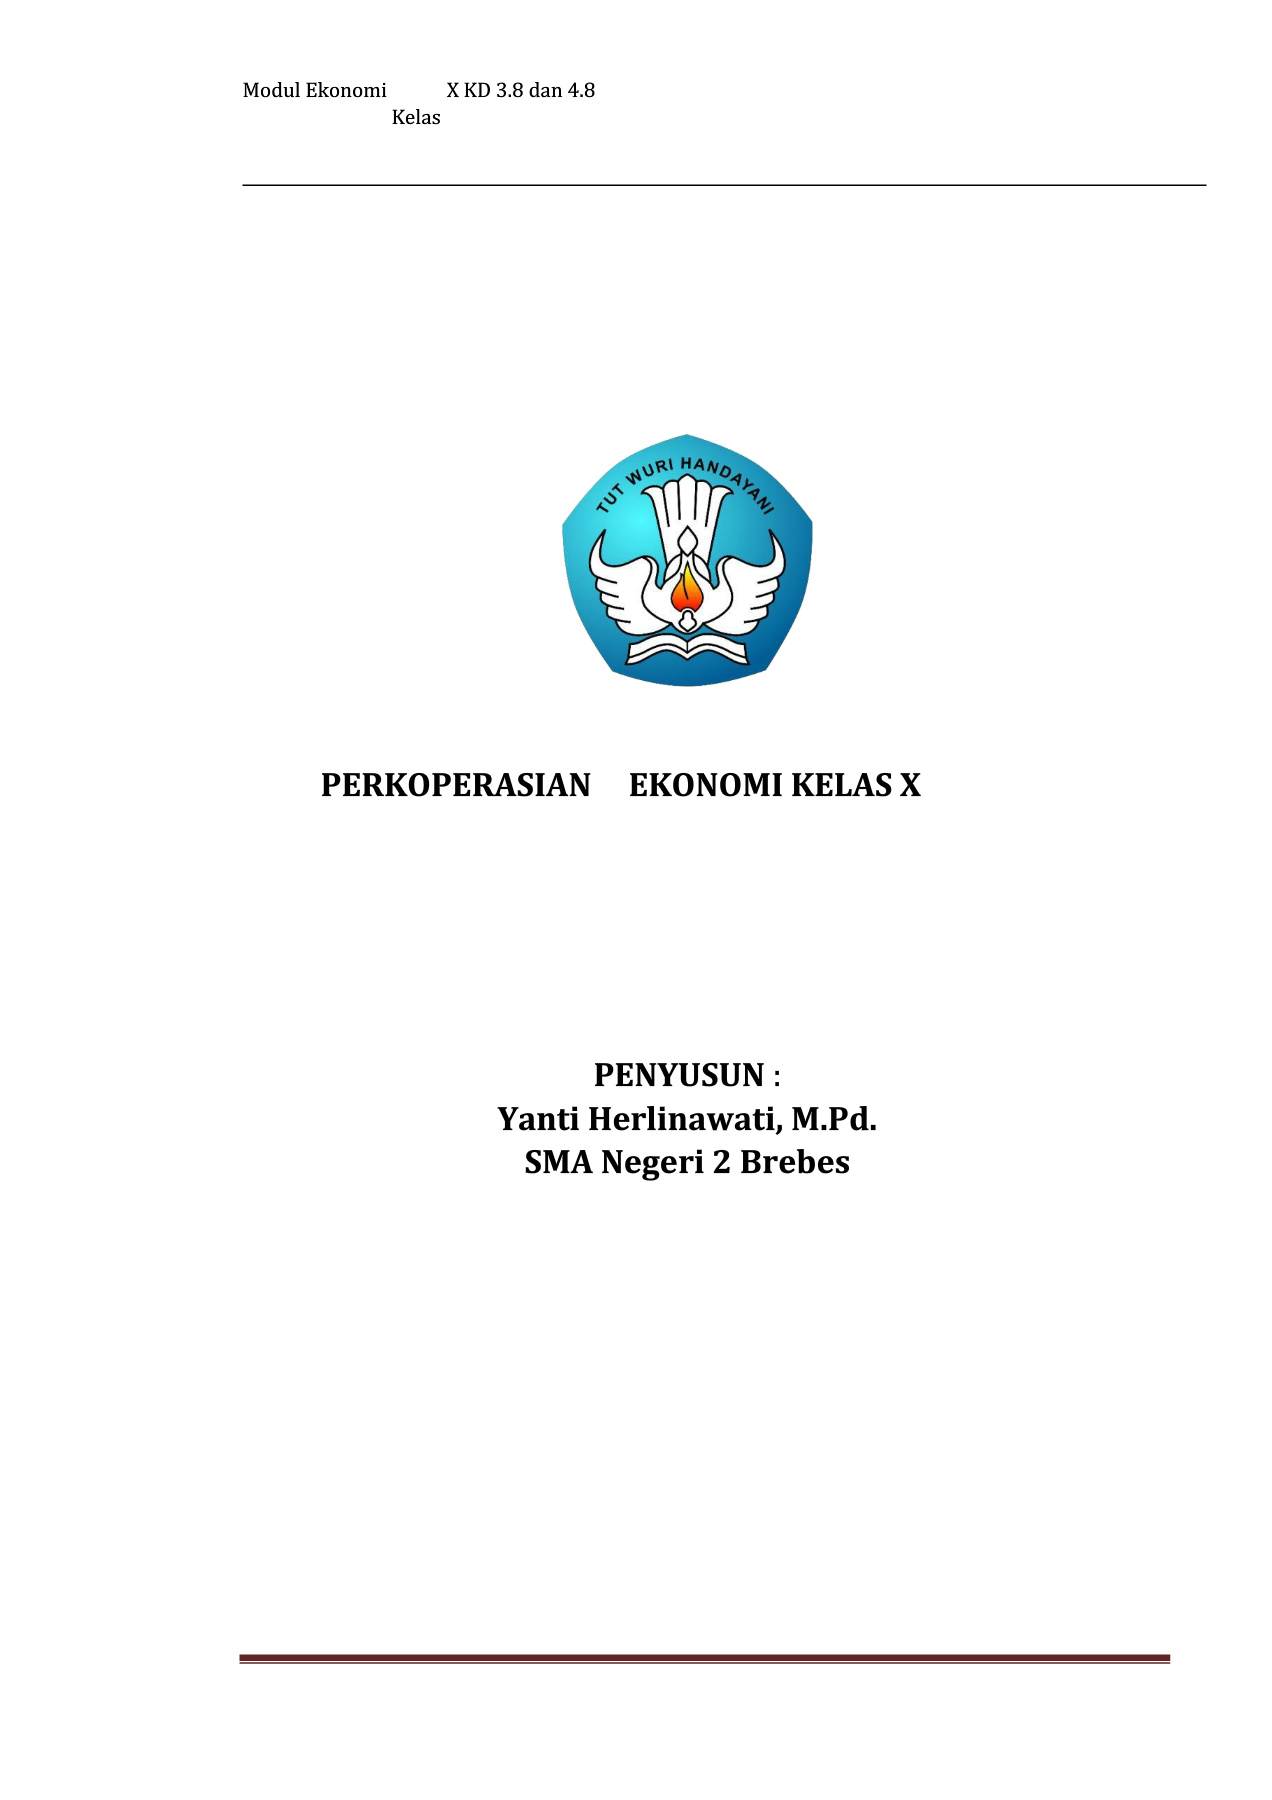 Modul Ekonomi X KD 3.8 dan 4.8
Kelas
TUT WURI HANDAYANI
PERKOPERASIAN EKONOMI KELAS X
PENYUSUN :
Yanti Herlinawati, M.Pd.
SMA Negeri 2 Brebes